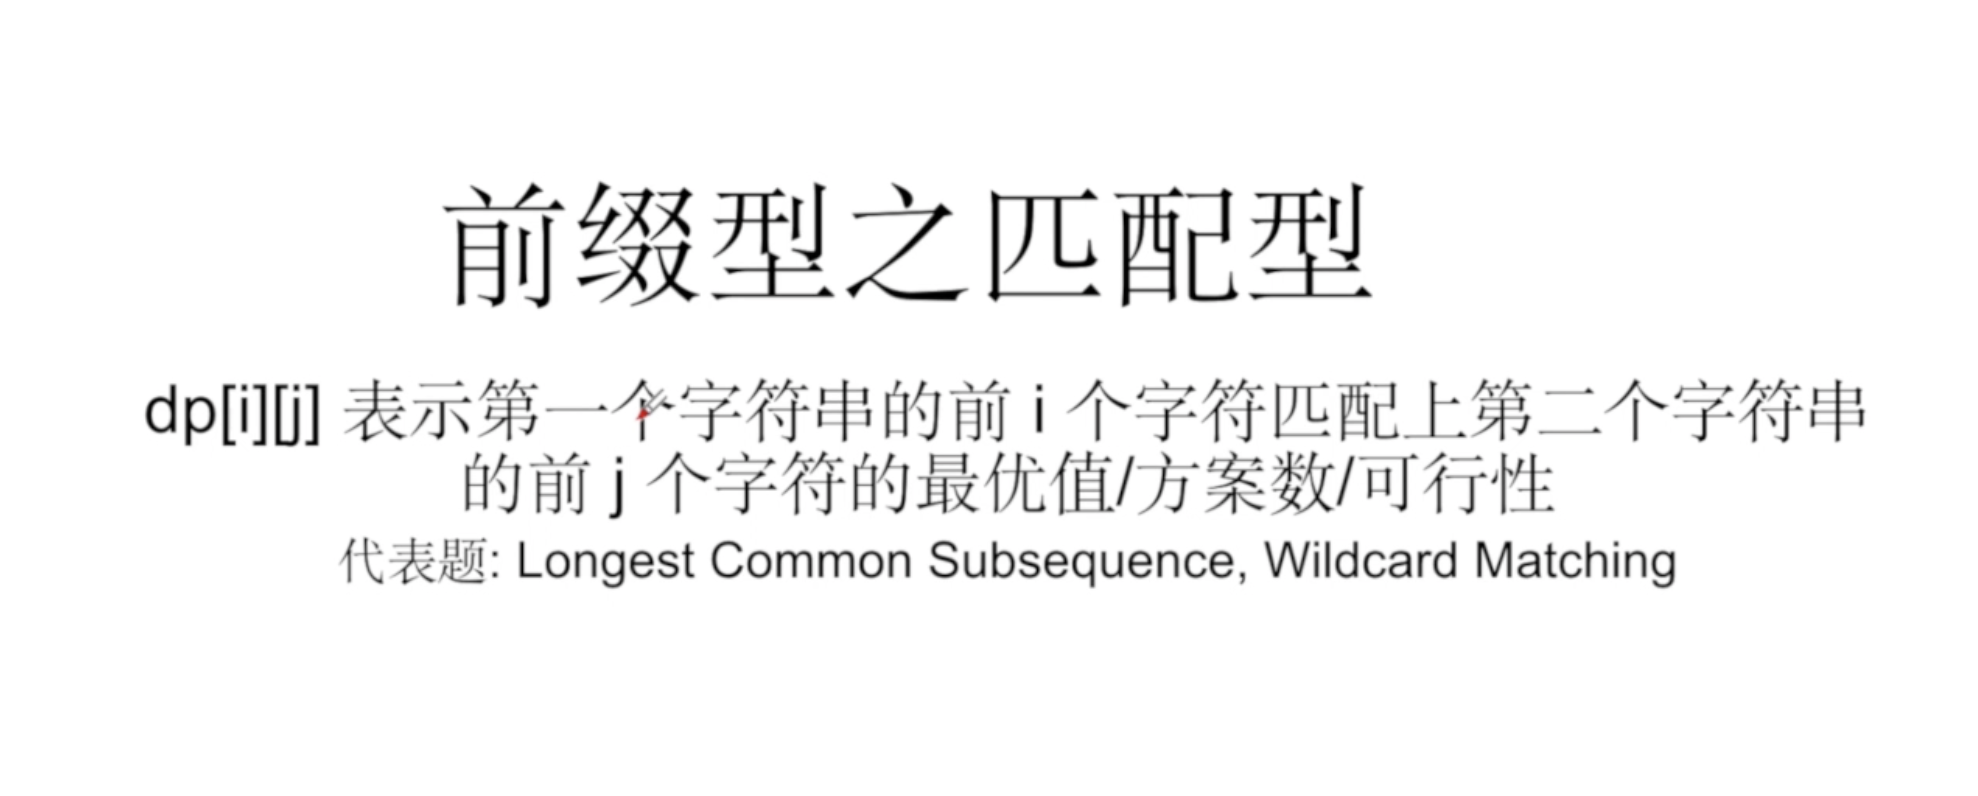 前缀型之匹配型
dp[i][j] 表示第一个字符串的前 i 个字符匹配上第二个字符串
的前 j 个字符的最优值/方案数/可行性
代表题: Longest Common Subsequence, Wildcard Matching